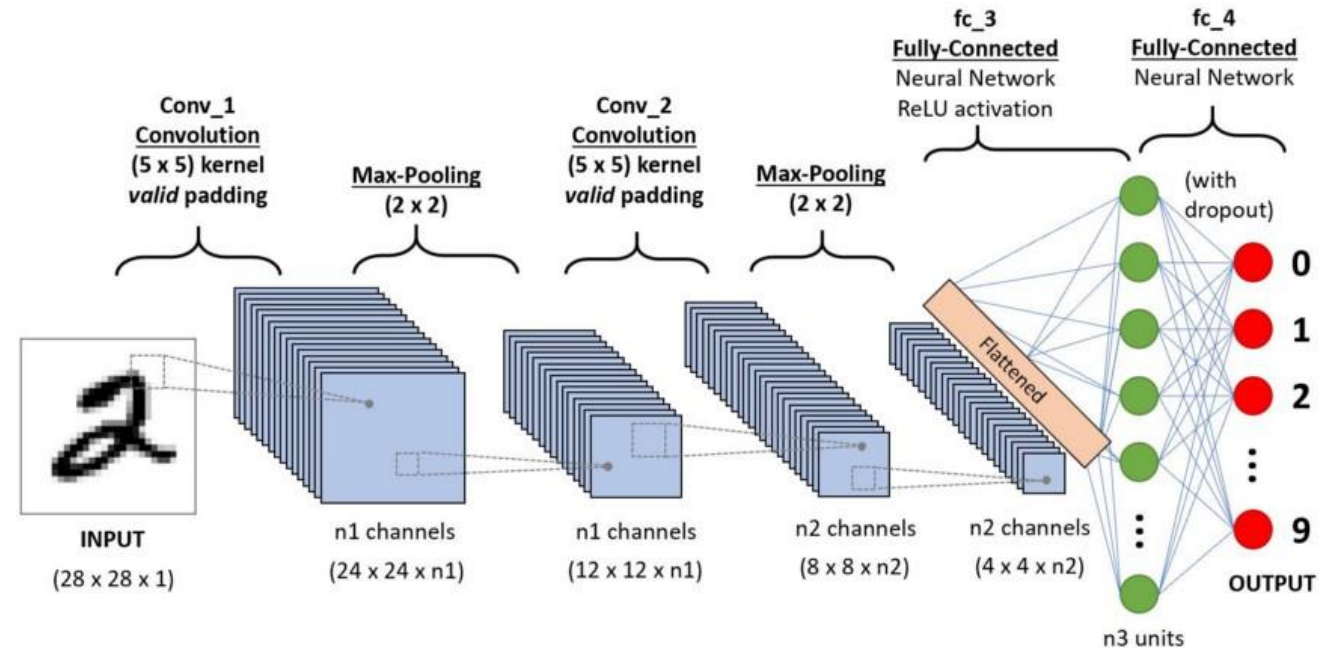 fc_3
Fully-Connected
Neural Network
ReLU activation
fc_4
Fully-Connected
Neural Network
Conv_1
Convolution
(5 x 5) kernel
valid padding
Max-Pooling
(2 x 2)
Conv_2
Convolution
(5 x 5) kernel
valid padding
Max-Pooling
(2 x 2)
(with
dropout)
Flattened
0
1
2
9
OUTPUT
INPUT
(28 x 28 x 1)
n1 channels
(24 x 24 x n1)
n1 channels
(12 x 12 x n1)
n2 channels
(8 x 8 x n2)
n2 channels
(4 x 4 x n2)
n3 units
2